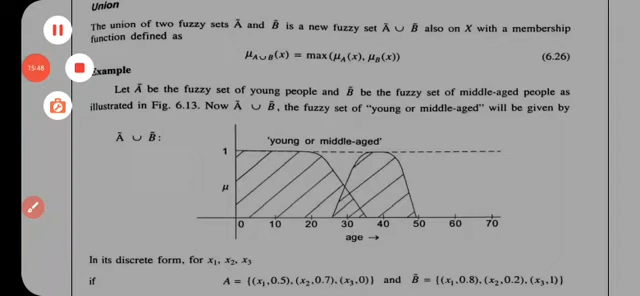 Union
The union of two fuzzy sets Ã and B̃ is a new fuzzy set Ã ∪ B̃ also on X with a membership
function defined as
μA∪B(x) = max(μA(x), μB(x)) (6.26)
Example
Let Ã be the fuzzy set of young people and B̃ be the fuzzy set of middle-aged people as
illustrated in Fig. 6.13. Now Ã ∪ B̃, the fuzzy set of “young or middle-aged” will be given by
Ã ∪ B̃ :
'young or middle-aged'
1
μ
0 10 20 30 40 50 60 70
age →
In its discrete form, for x₁, x₂, x₃
if A = {(x₁,0.5), (x₂,0.7), (x₃,0)} and B̃ = {(x₁,0.8), (x₂,0.2), (x₃,1)}
15:48